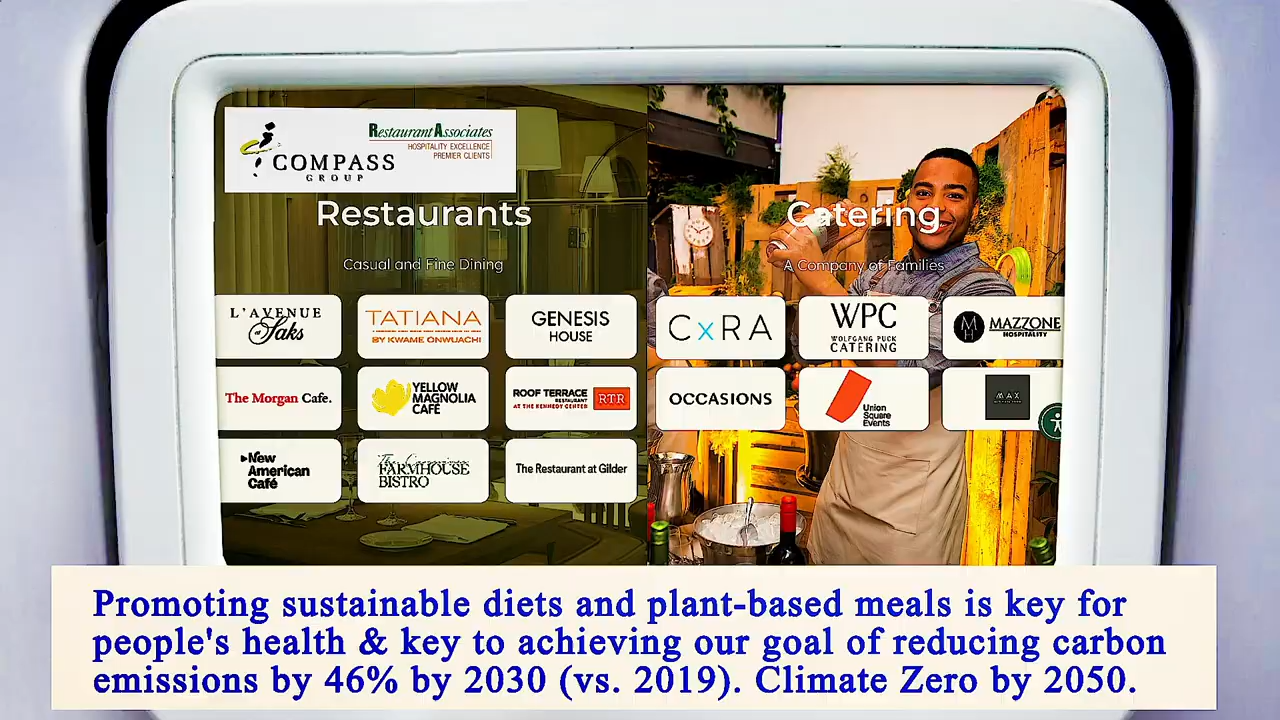 COMPASS
GROUP
Restaurant Associates
HOSPITALITY EXCELLENCE
PREMIER CLIENTS
Restaurants
Casual and Fine Dining
L'AVENUE
at Saks
TATIANA
BY KWAME ONWUACHI
GENESIS
HOUSE
The Morgan Cafe.
YELLOW
MAGNOLIA
CAFÉ
ROOF TERRACE
RESTAURANT
AT THE KENNEDY CENTER
RTR
New
American
Café
FARMHOUSE
BISTRO
The Restaurant at Gilder
Catering
A Company of Families
CxRA
WPC
WOLFGANG PUCK
CATERING
MH
MAZZONE
HOSPITALITY
OCCASIONS
Union
Square
Events
MAX
Promoting sustainable diets and plant-based meals is key for
people's health & key to achieving our goal of reducing carbon
emissions by 46% by 2030 (vs. 2019). Climate Zero by 2050.